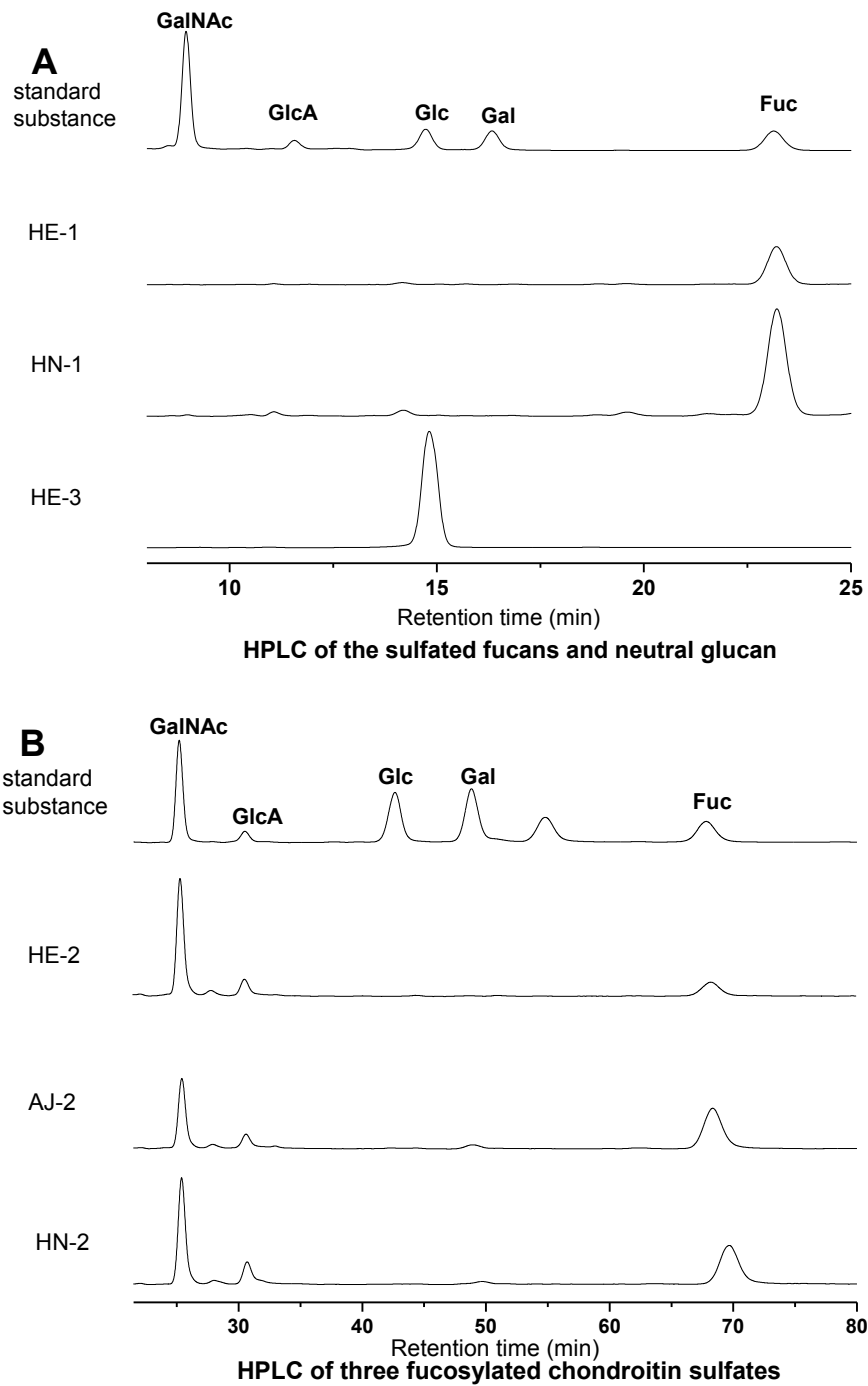 GalNAc
A
standard
substance
GlcA
Glc
Gal
Fuc
HE-1
HN-1
HE-3
10
15
20
25
Retention time (min)
HPLC of the sulfated fucans and neutral glucan
B
GalNAc
standard
substance
GlcA
Glc
Gal
Fuc
HE-2
AJ-2
HN-2
30
40
50
60
70
80
Retention time (min)
HPLC of three fucosylated chondroitin sulfates